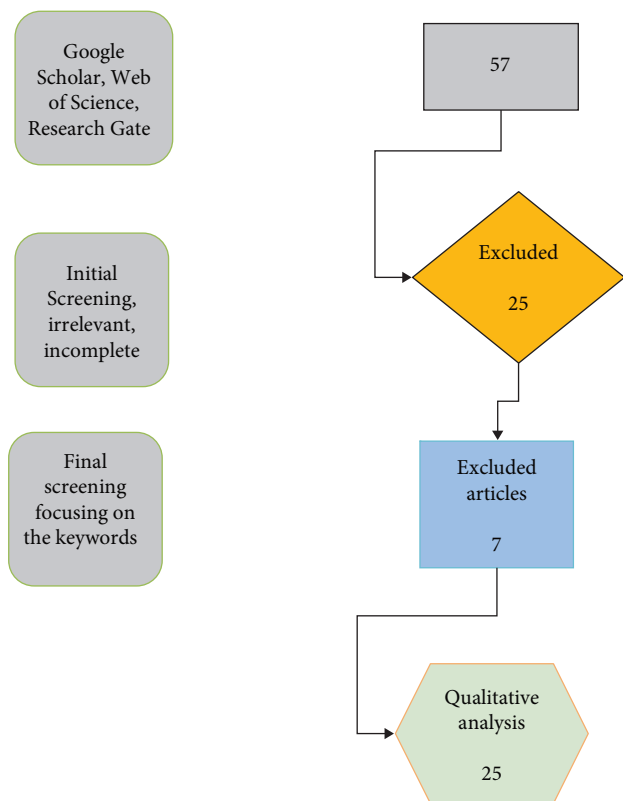 Google
Scholar, Web
of Science,
Research Gate
57
Initial
Screening,
irrelevant,
incomplete
Excluded
25
Final
screening
focusing on
the keywords
Excluded
articles
7
Qualitative
analysis
25